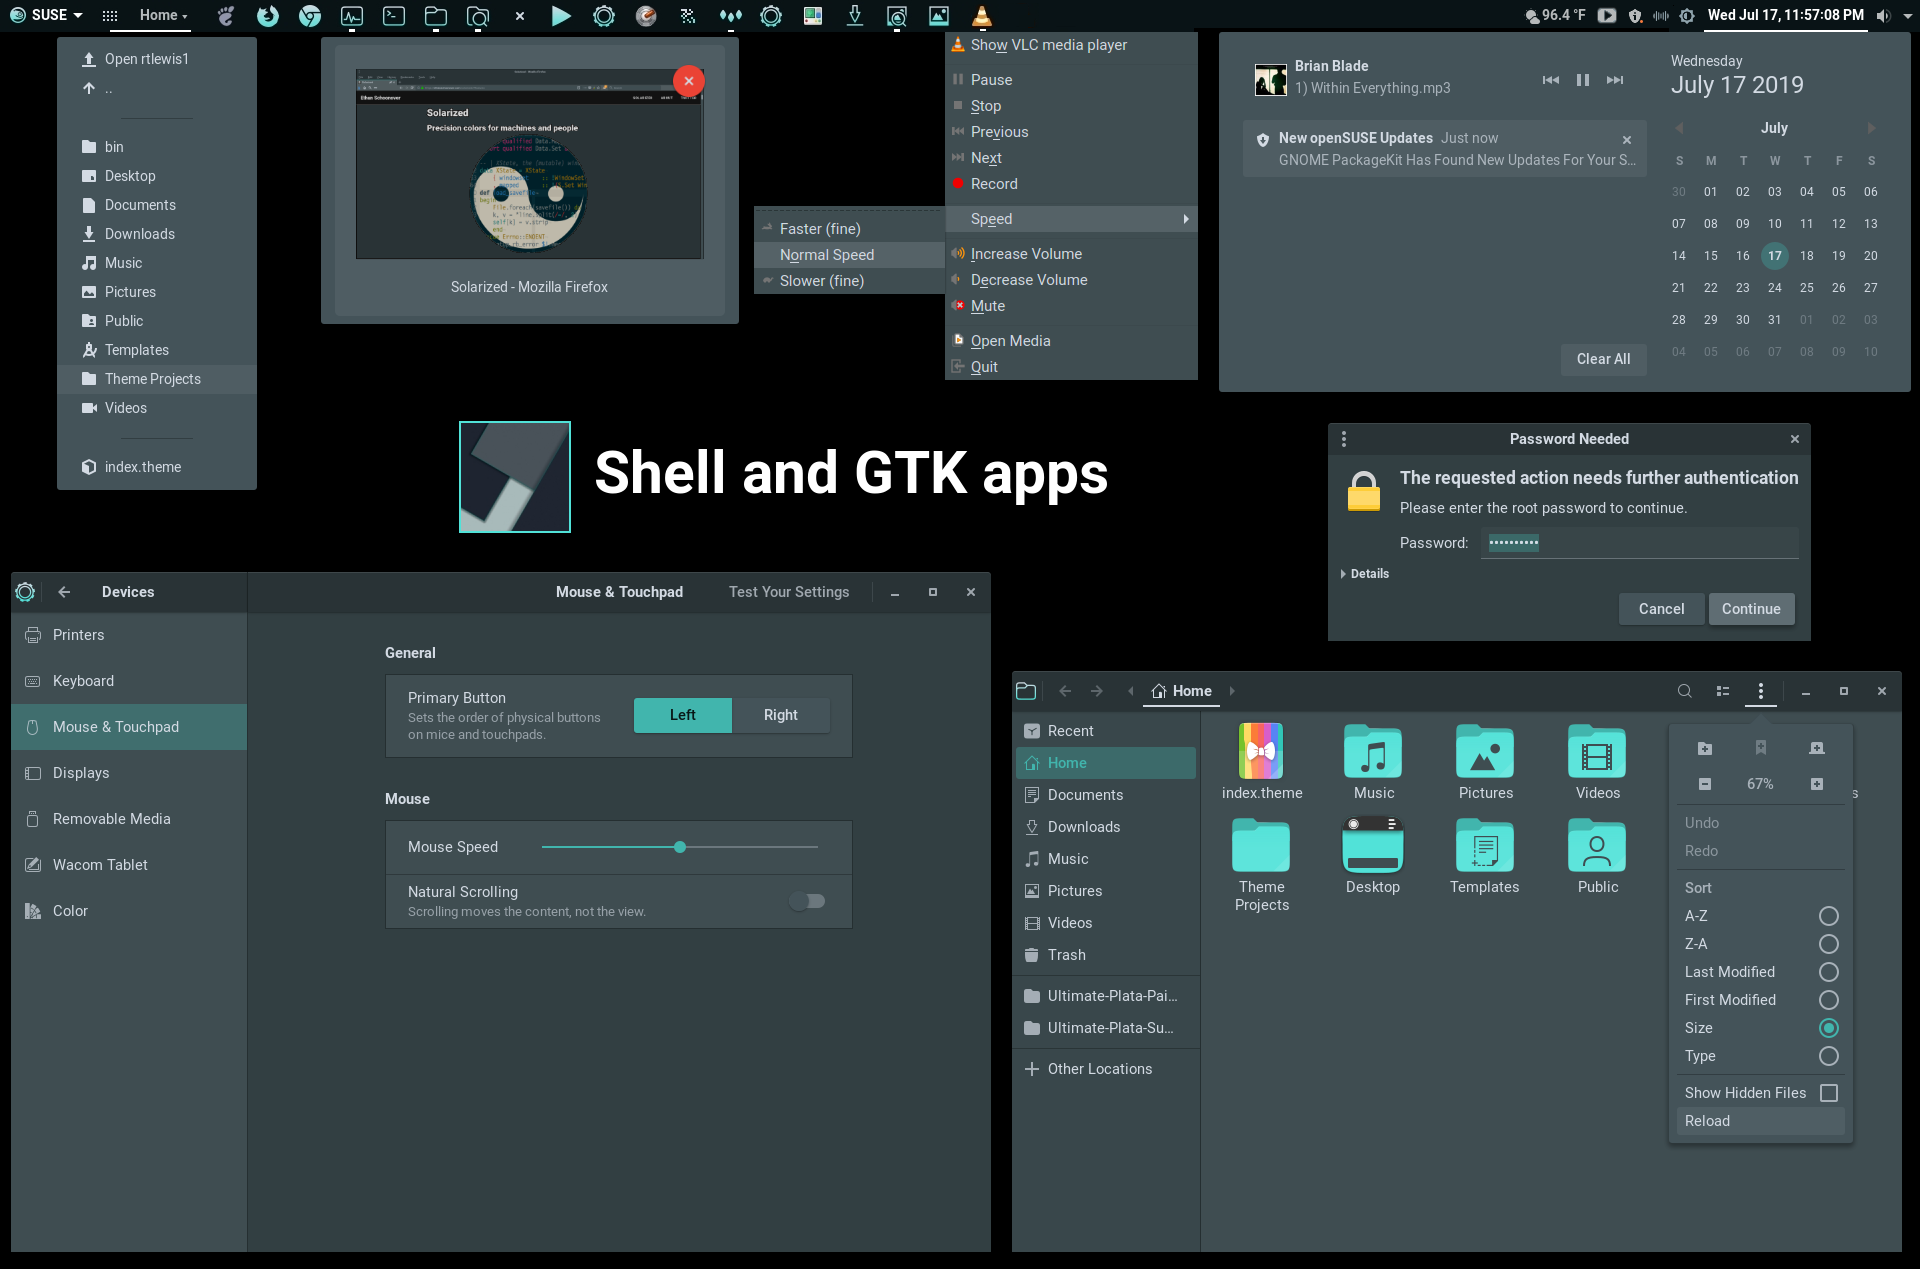 SUSE
Home
96.4 °F
Wed Jul 17, 11:57:08 PM
Open rtlewis1
..
bin
Desktop
Documents
Downloads
Music
Pictures
Public
Templates
Theme Projects
Videos
index.theme
Ethan Schoonover
Solarized
Precision colors for machines and people
Solarized - Mozilla Firefox
Show VLC media player
Pause
Stop
Previous
Next
Record
Speed
Faster (fine)
Normal Speed
Slower (fine)
Increase Volume
Decrease Volume
Mute
Open Media
Quit
Brian Blade
1) Within Everything.mp3
New openSUSE Updates Just now
GNOME PackageKit Has Found New Updates For Your S...
Clear All
Wednesday
July 17 2019
July
S M T W T F S
30 01 02 03 04 05 06
07 08 09 10 11 12 13
14 15 16 17 18 19 20
21 22 23 24 25 26 27
28 29 30 31 01 02 03
04 05 06 07 08 09 10
Shell and GTK apps
Password Needed
The requested action needs further authentication
Please enter the root password to continue.
Password:
Details
Cancel
Continue
Devices
Mouse & Touchpad
Test Your Settings
Printers
Keyboard
Mouse & Touchpad
Displays
Removable Media
Wacom Tablet
Color
General
Primary Button
Sets the order of physical buttons
on mice and touchpads.
Left
Right
Mouse
Mouse Speed
Natural Scrolling
Scrolling moves the content, not the view.
Home
Recent
Home
Documents
Downloads
Music
Pictures
Videos
Trash
Ultimate-Plata-Pai...
Ultimate-Plata-Su...
Other Locations
index.theme
Music
Pictures
Videos
s
Theme
Projects
Desktop
Templates
Public
67%
Undo
Redo
Sort
A-Z
Z-A
Last Modified
First Modified
Size
Type
Show Hidden Files
Reload